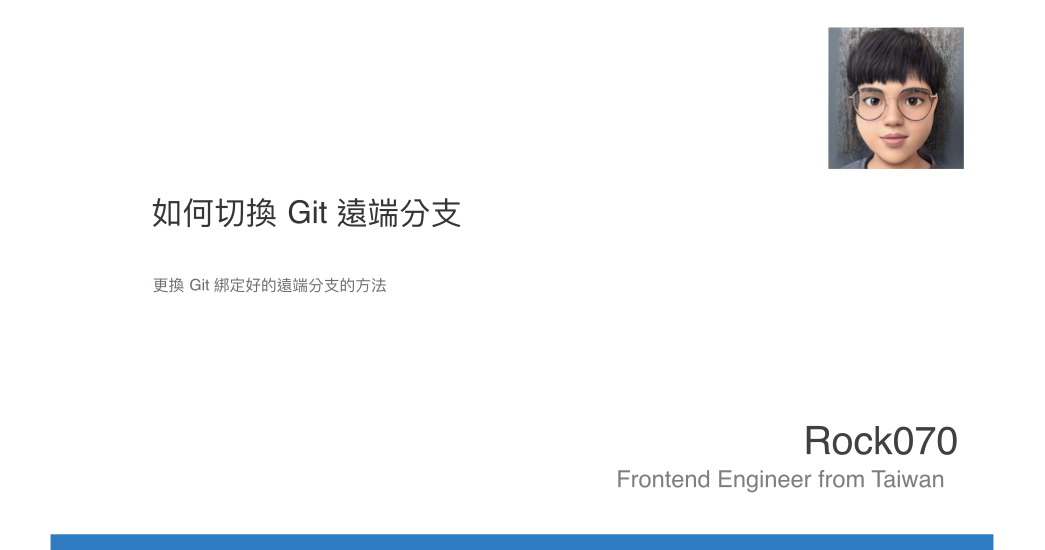 如何切換 Git 遠端分支
更換 Git 綁定好的遠端分支的方法
Rock070
Frontend Engineer from Taiwan